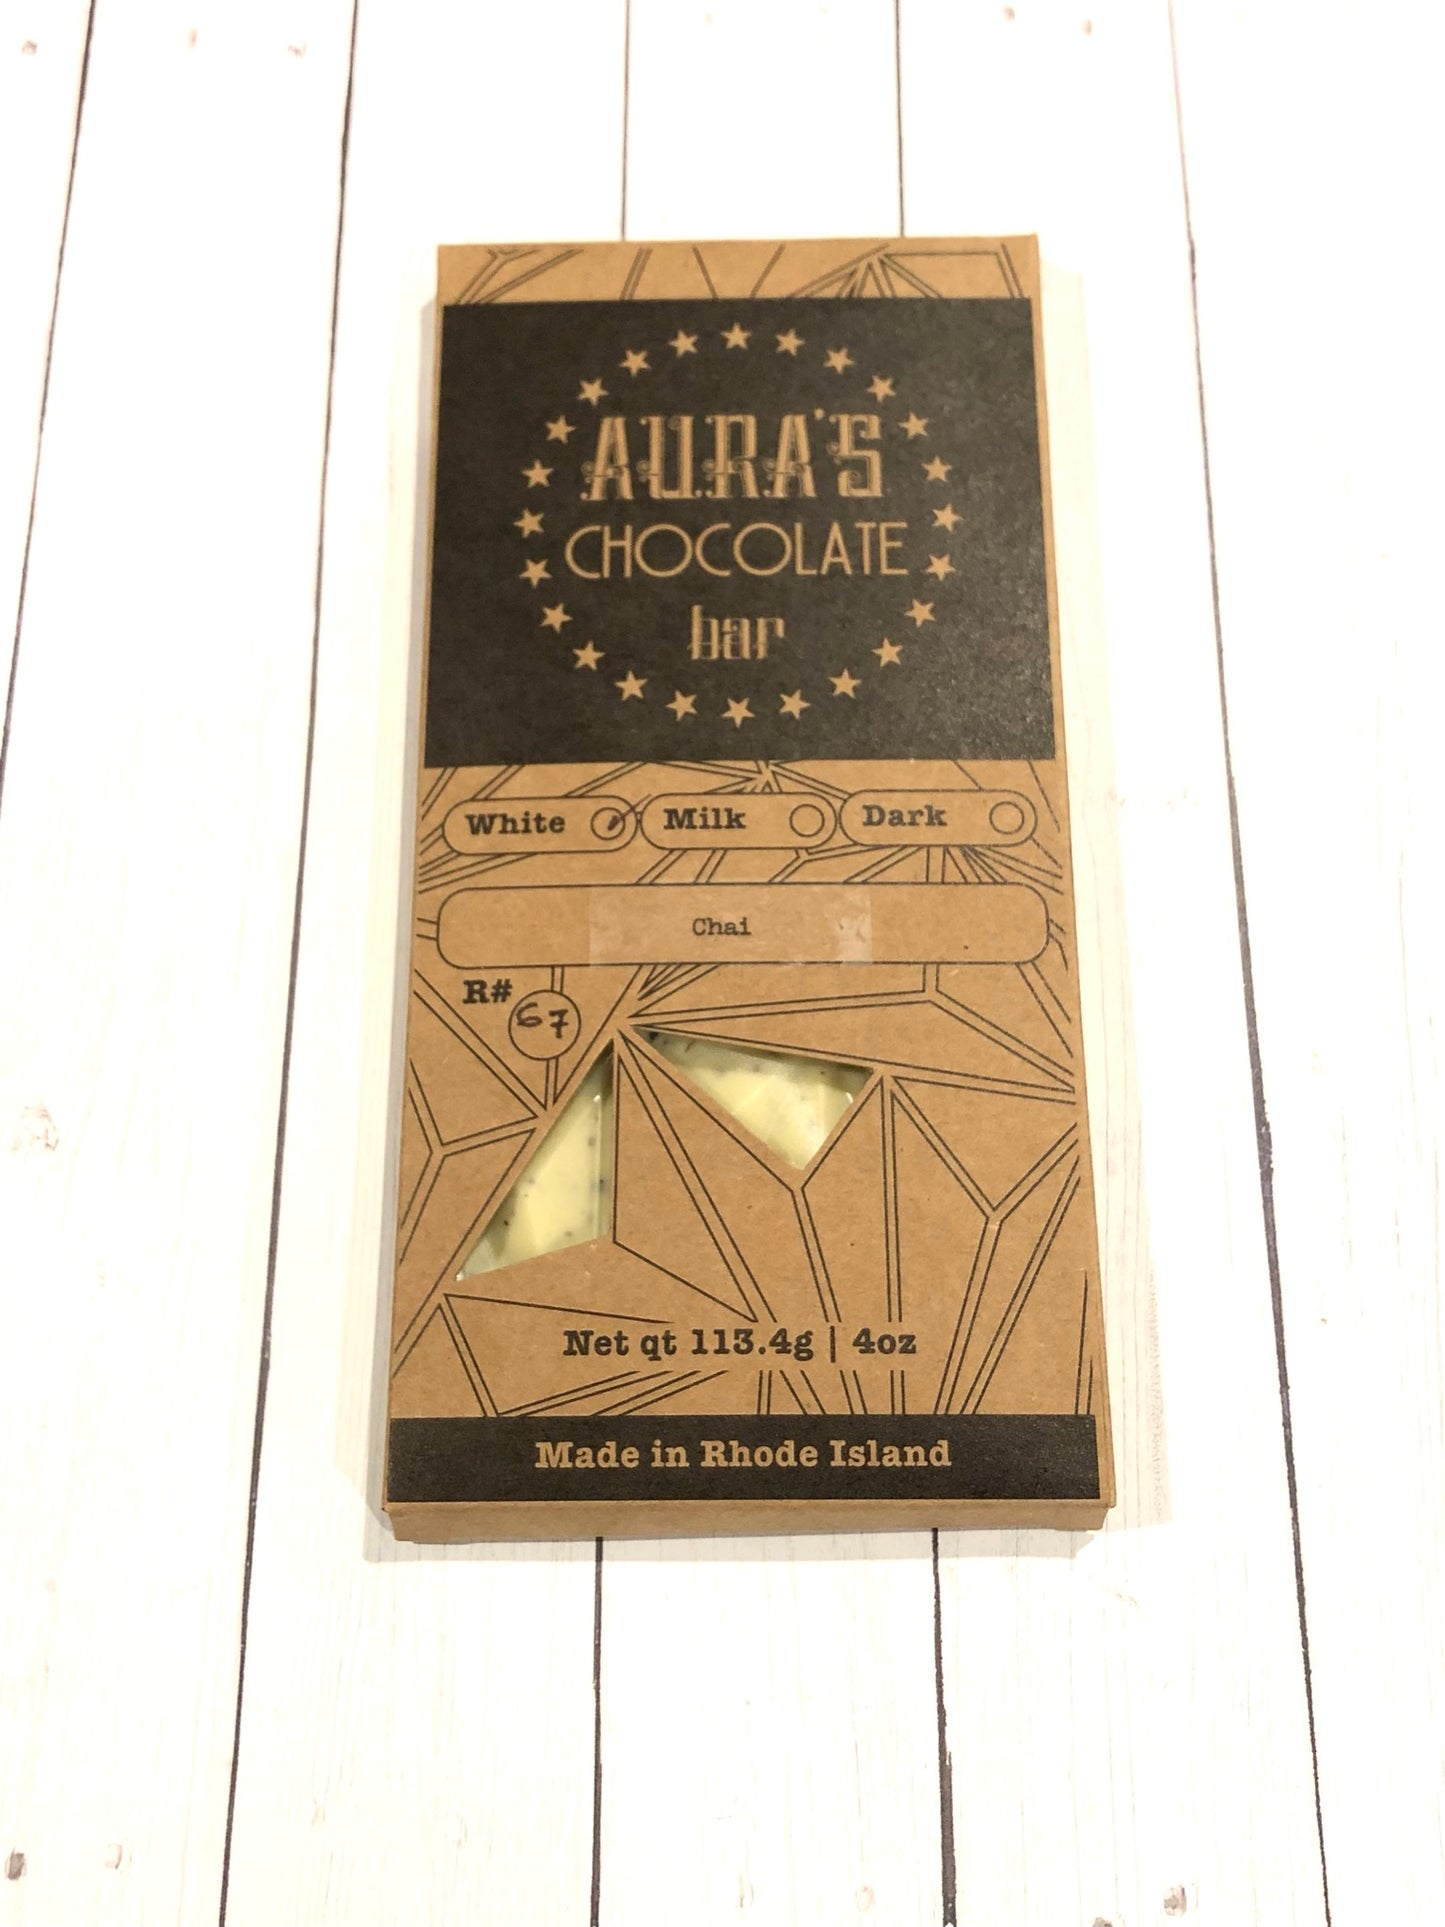 AURA'S
CHOCOLATE
bar
White Milk Dark
Chai
R# 67
Net qt 113.4g | 4oz
Made in Rhode Island